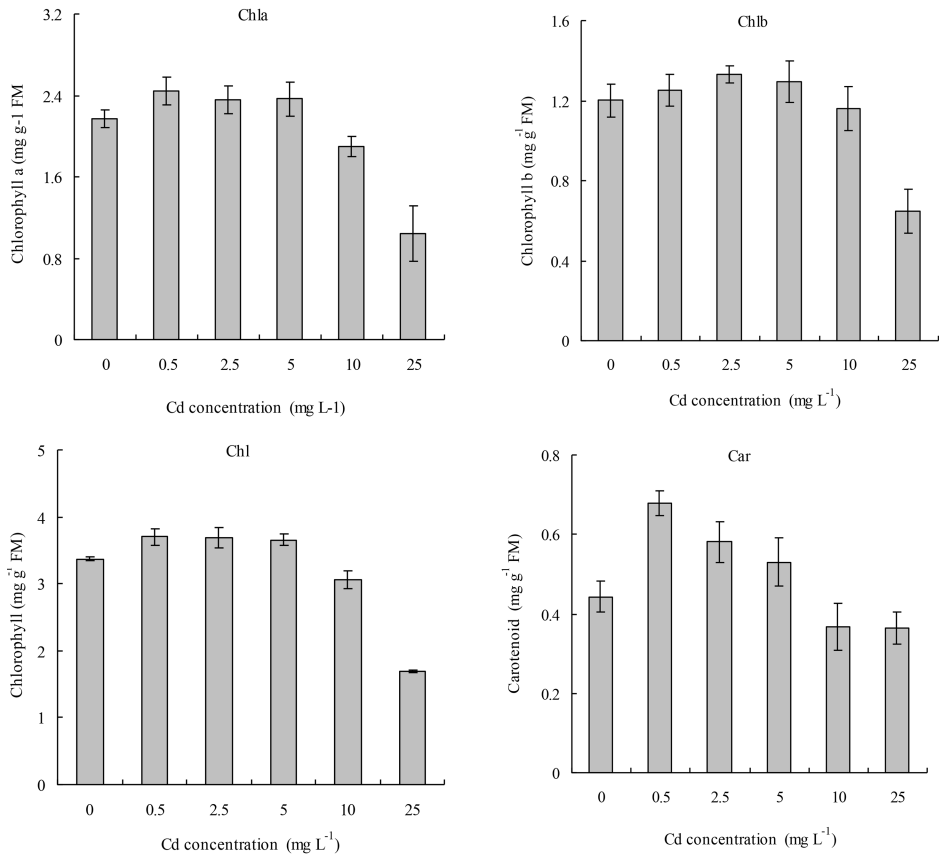 Chla
Chlorophyll a (mg g-1 FM
3.2
2.4
1.6
0.8
0
0 0.5 2.5 5 10 25
Cd concentration (mg L-1)
Chlb
Chlorophyll b (mg g-1 FM)
1.6
1.2
0.8
0.4
0
0 0.5 2.5 5 10 25
Cd concentration (mg L-1)
Chl
Chlorophyll (mg g-1 FM)
5
4
3
2
1
0
0 0.5 2.5 5 10 25
Cd concentration (mg L-1)
Car
Carotenoid (mg g-1 FM)
0.8
0.6
0.4
0.2
0
0 0.5 2.5 5 10 25
Cd concentration (mg L-1)